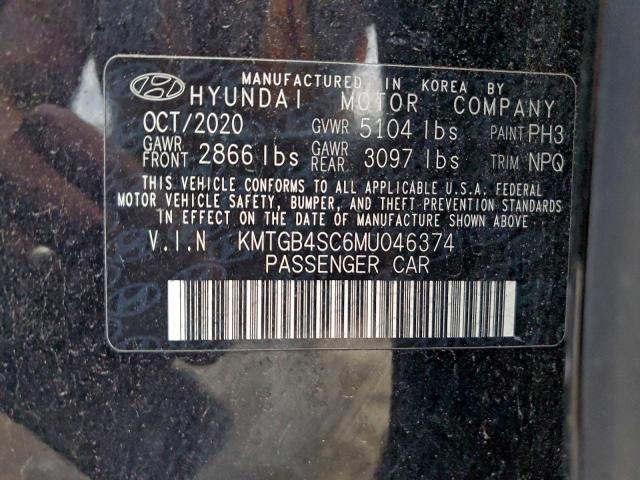 MANUFACTURED IN KOREA BY
HYUNDAI MOTOR COMPANY
OCT/2020 GVWR 5104 lbs PAINT PH3
GAWR FRONT 2866 lbs GAWR REAR 3097 lbs TRIM NPQ
THIS VEHICLE CONFORMS TO ALL APPLICABLE U.S.A. FEDERAL
MOTOR VEHICLE SAFETY, BUMPER, AND THEFT PREVENTION STANDARDS
IN EFFECT ON THE DATE OF MANUFACTURE SHOWN ABOVE.
V.I.N KMTGB4SC6MU046374
PASSENGER CAR